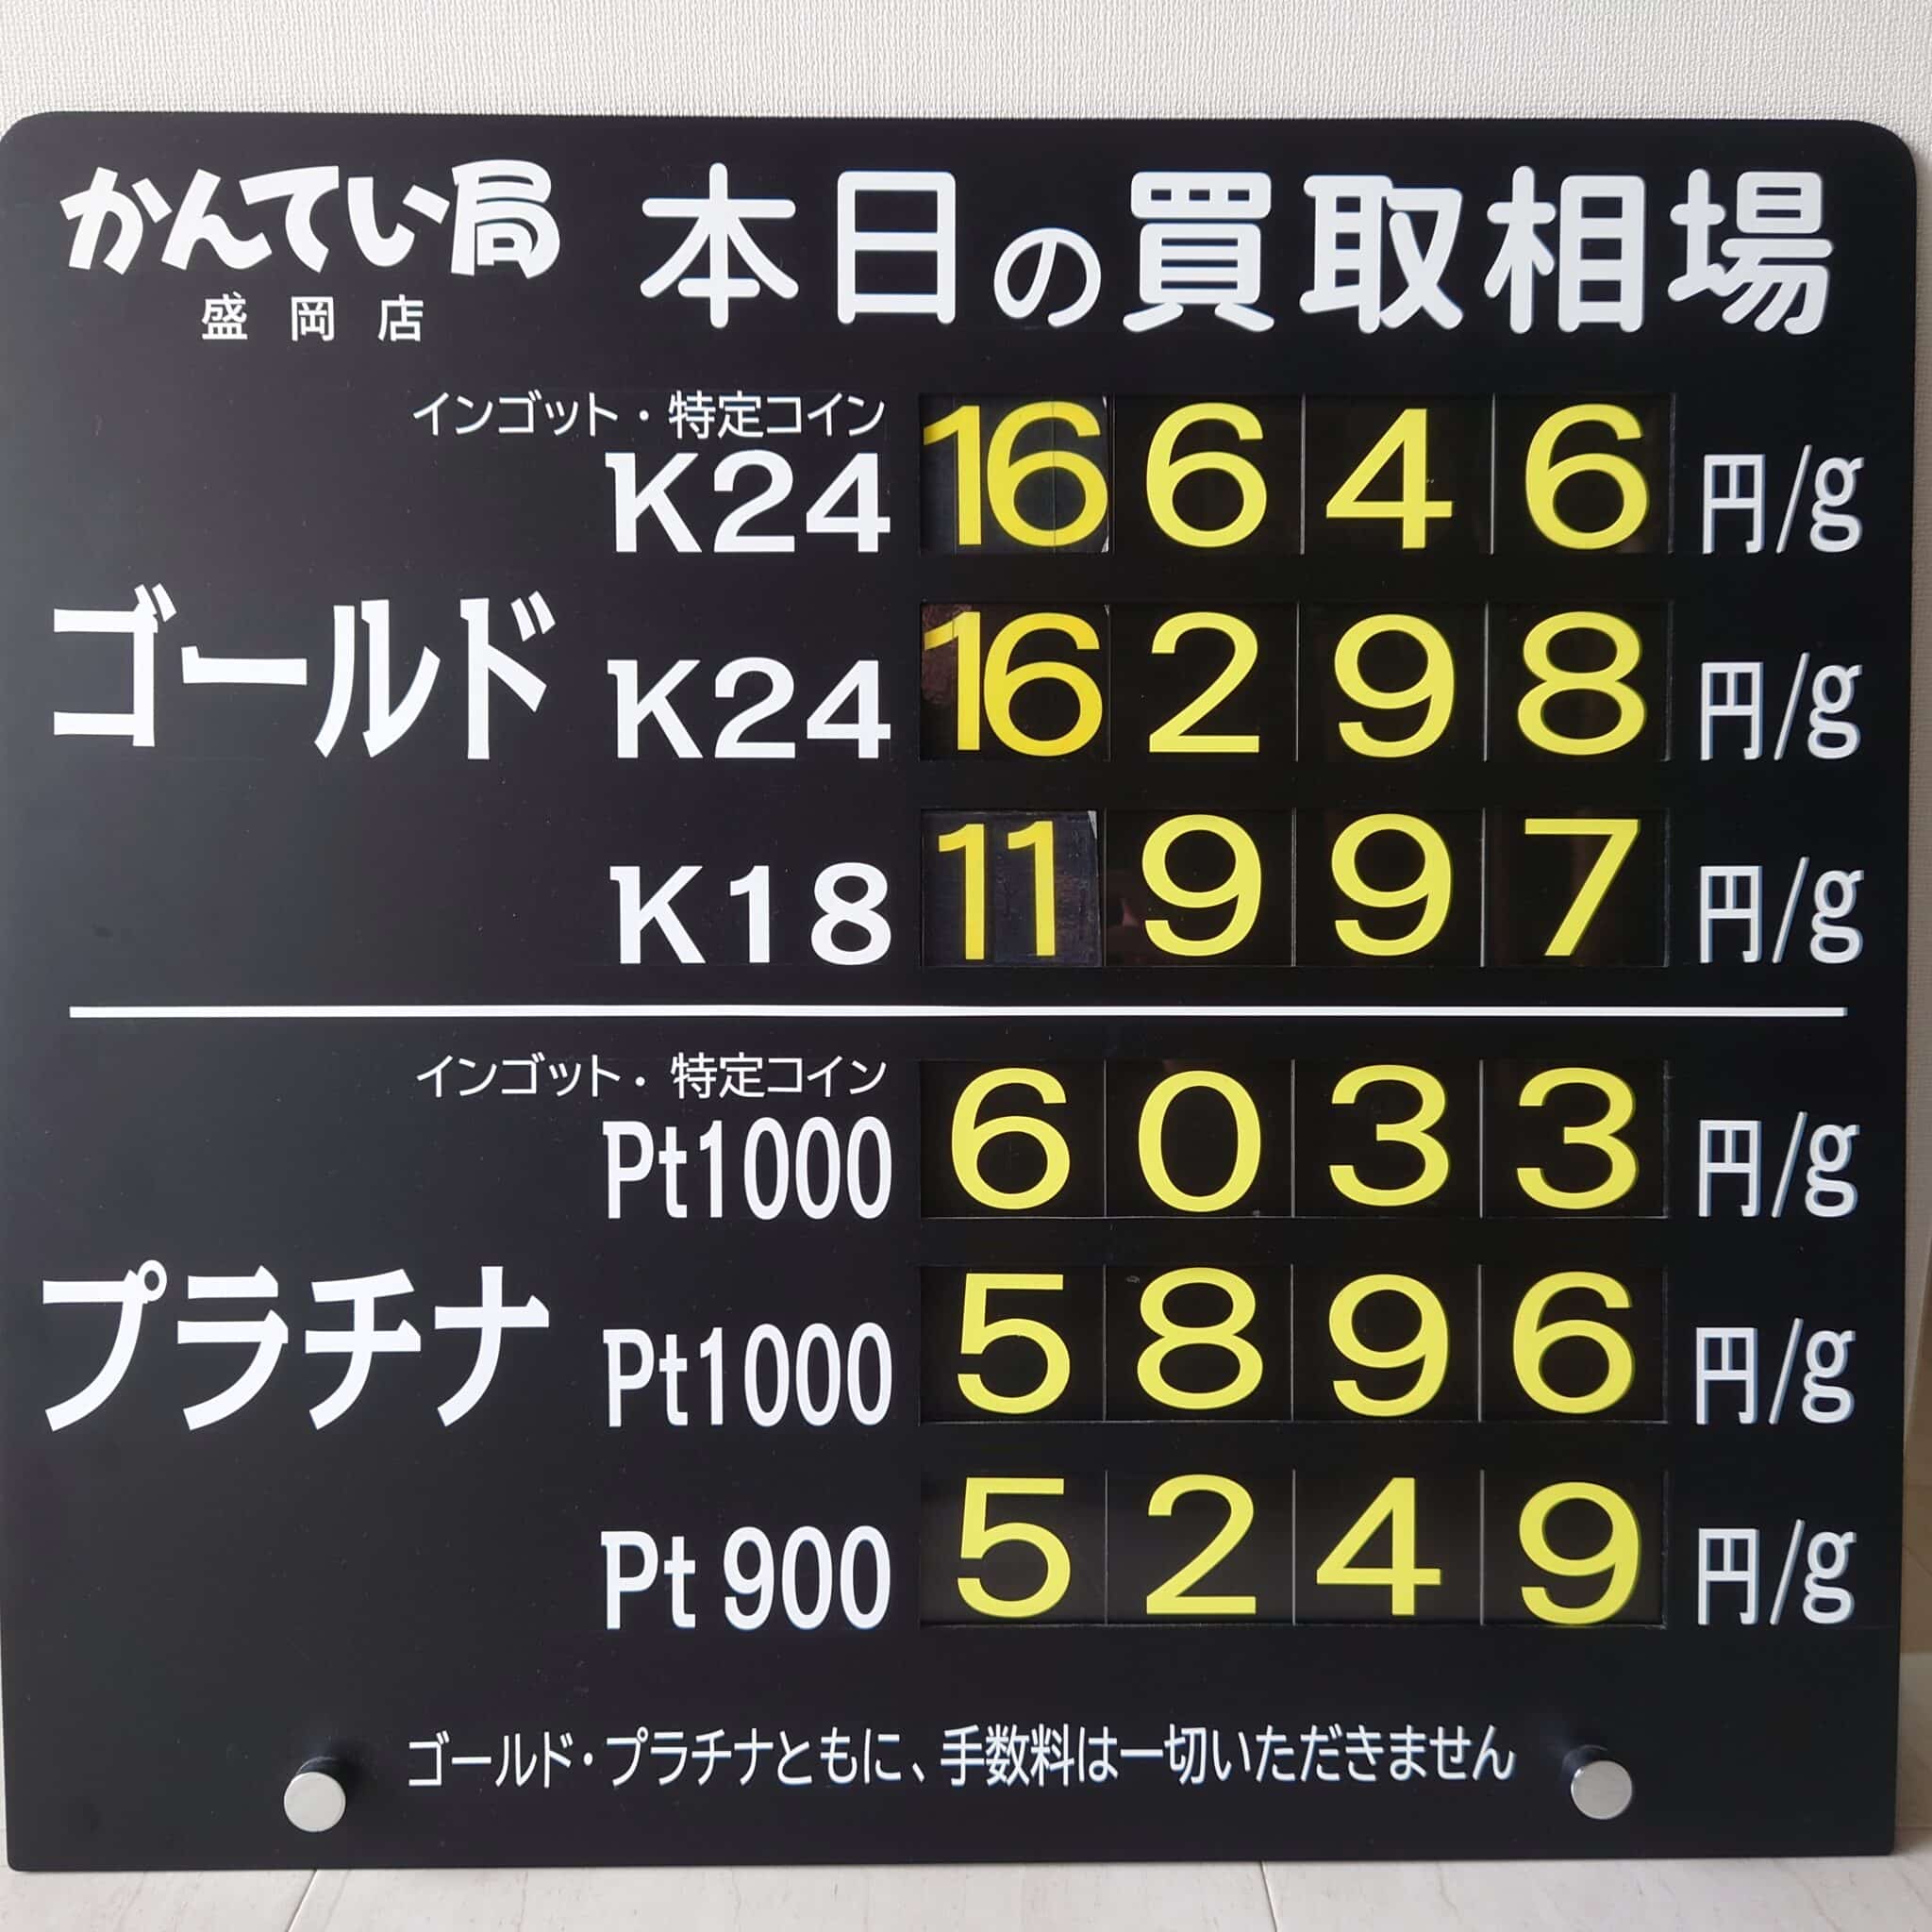 かんてい局 本日の買取相場
盛岡店
インゴット・特定コイン
K24 16646 円/g
ゴールド K24 16298 円/g
K18 11997 円/g
インゴット・特定コイン
Pt1000 6033 円/g
プラチナ Pt1000 5896 円/g
Pt900 5249 円/g
ゴールド・プラチナともに、手数料は一切いただきません